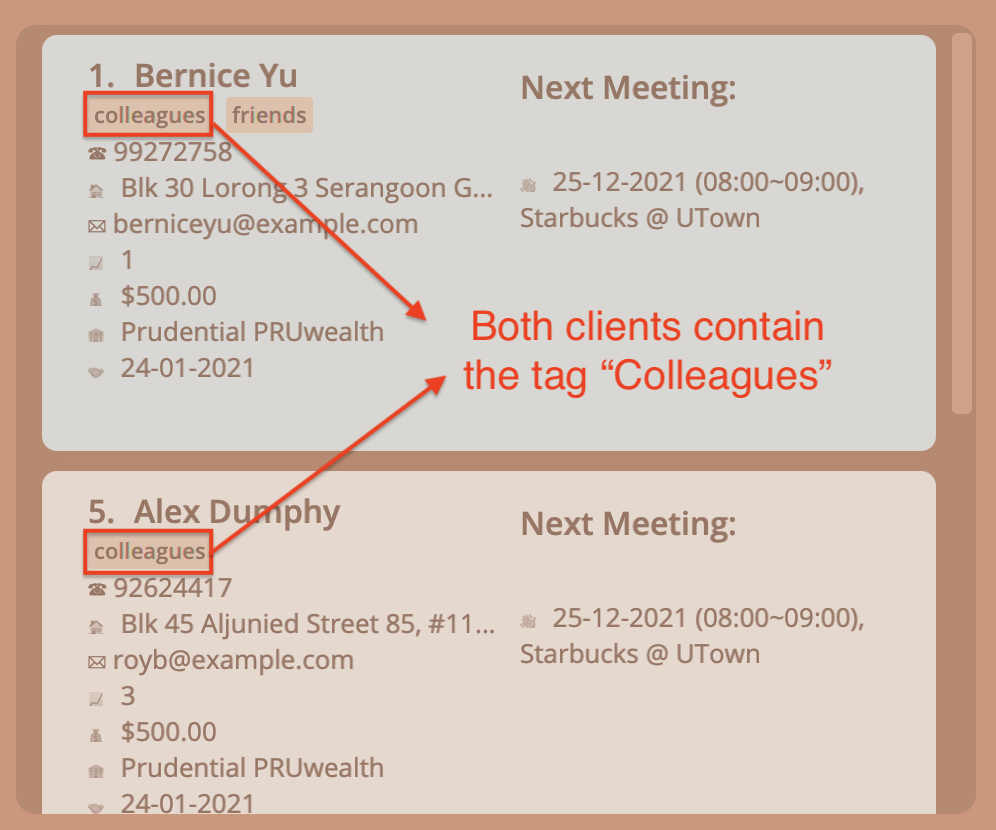 1. Bernice Yu
colleagues friends
99272758
Blk 30 Lorong 3 Serangoon G...
berniceyu@example.com
1
$500.00
Prudential PRUwealth
24-01-2021
Next Meeting:
25-12-2021 (08:00~09:00),
Starbucks @ UTown
Both clients contain
the tag “Colleagues”
5. Alex Dumphy
colleagues
92624417
Blk 45 Aljunied Street 85, #11...
royb@example.com
3
$500.00
Prudential PRUwealth
24-01-2021
Next Meeting:
25-12-2021 (08:00~09:00),
Starbucks @ UTown